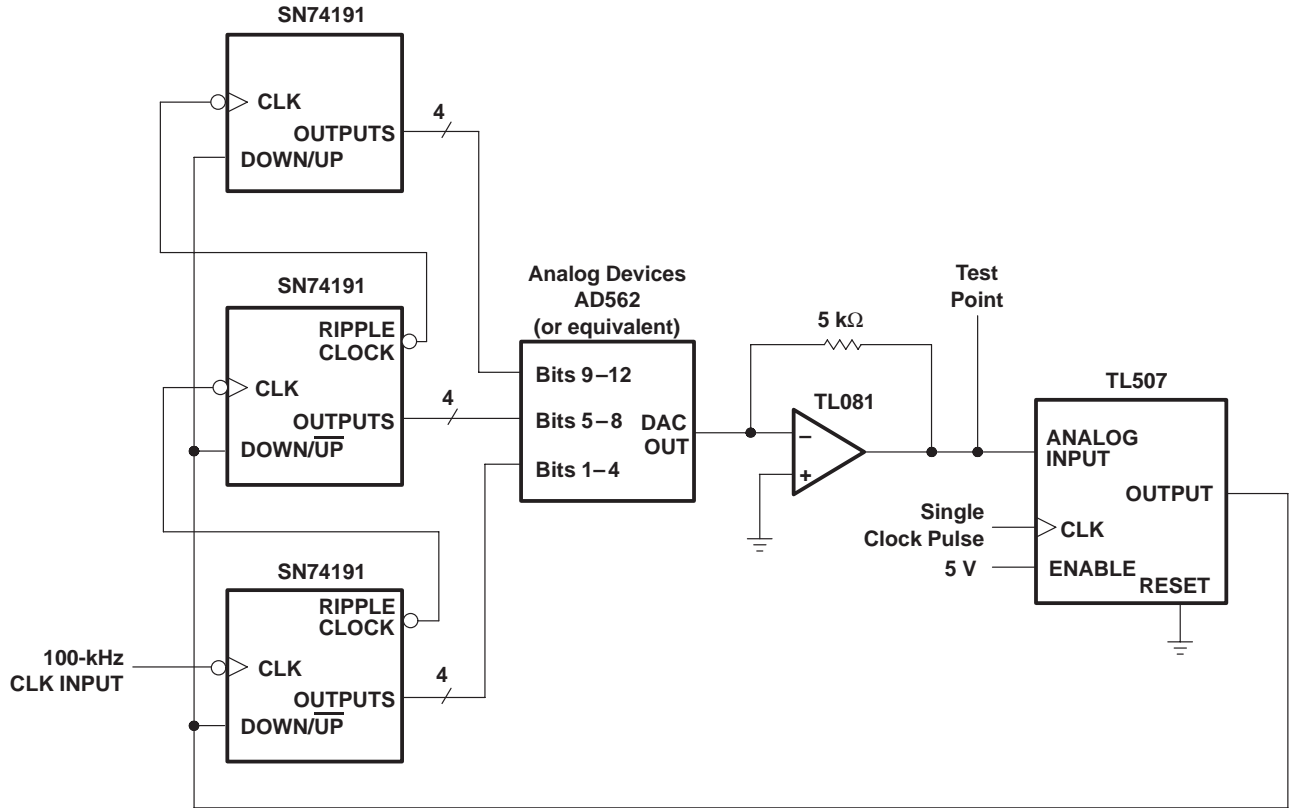 SN74191
CLK
OUTPUTS
DOWN/UP
4
SN74191
RIPPLE
CLOCK
CLK
OUTPUTS
DOWN/UP
4
SN74191
RIPPLE
CLOCK
CLK
OUTPUTS
DOWN/UP
4
100-kHz
CLK INPUT
Analog Devices
AD562
(or equivalent)
Bits 9–12
Bits 5–8
Bits 1–4
DAC
OUT
5 kΩ
TL081
–
+
Test
Point
TL507
ANALOG
INPUT
OUTPUT
CLK
ENABLE
RESET
Single
Clock Pulse
5 V